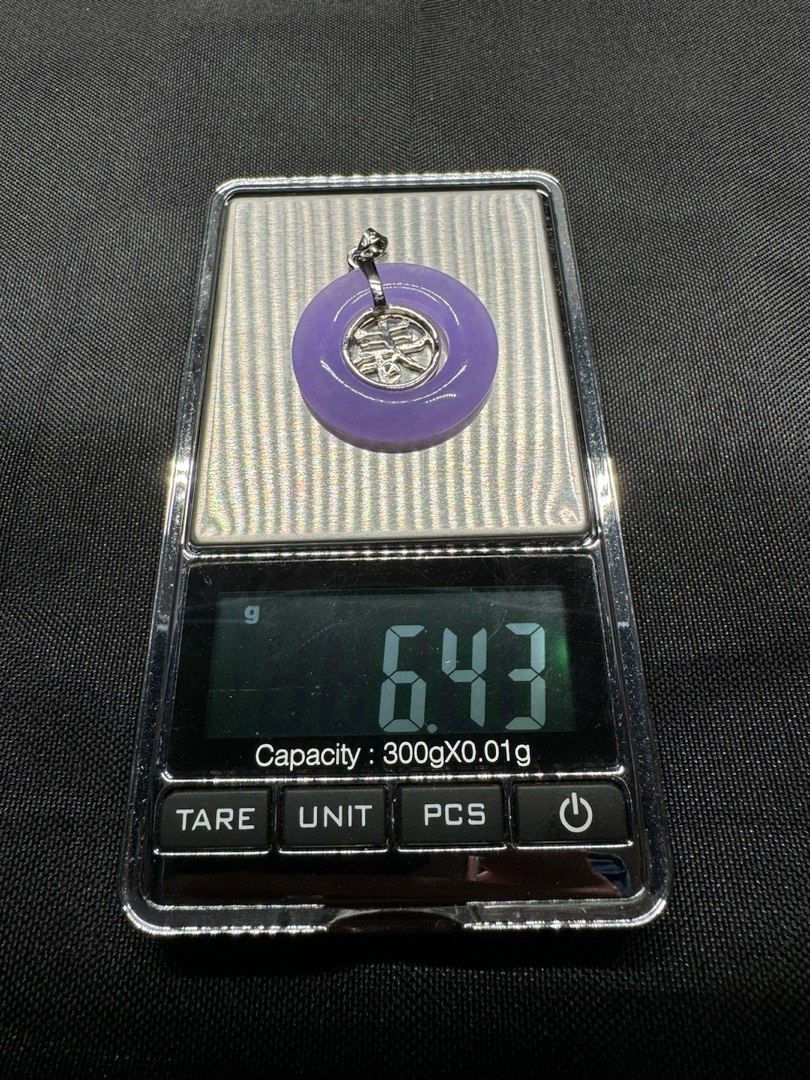 g
6.43
Capacity : 300gX0.01g
TARE UNIT PCS